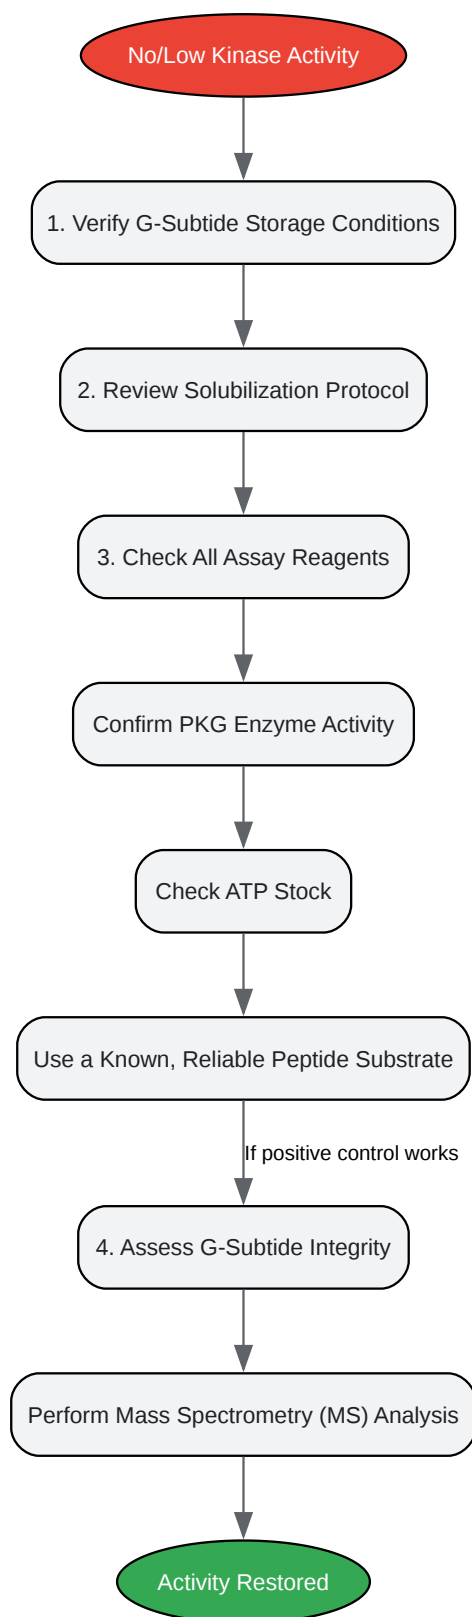 No/Low Kinase Activity
1. Verify G-Subtide Storage Conditions
2. Review Solubilization Protocol
3. Check All Assay Reagents
Confirm PKG Enzyme Activity
Check ATP Stock
Use a Known, Reliable Peptide Substrate
If positive control works
4. Assess G-Subtide Integrity
Perform Mass Spectrometry (MS) Analysis
Activity Restored